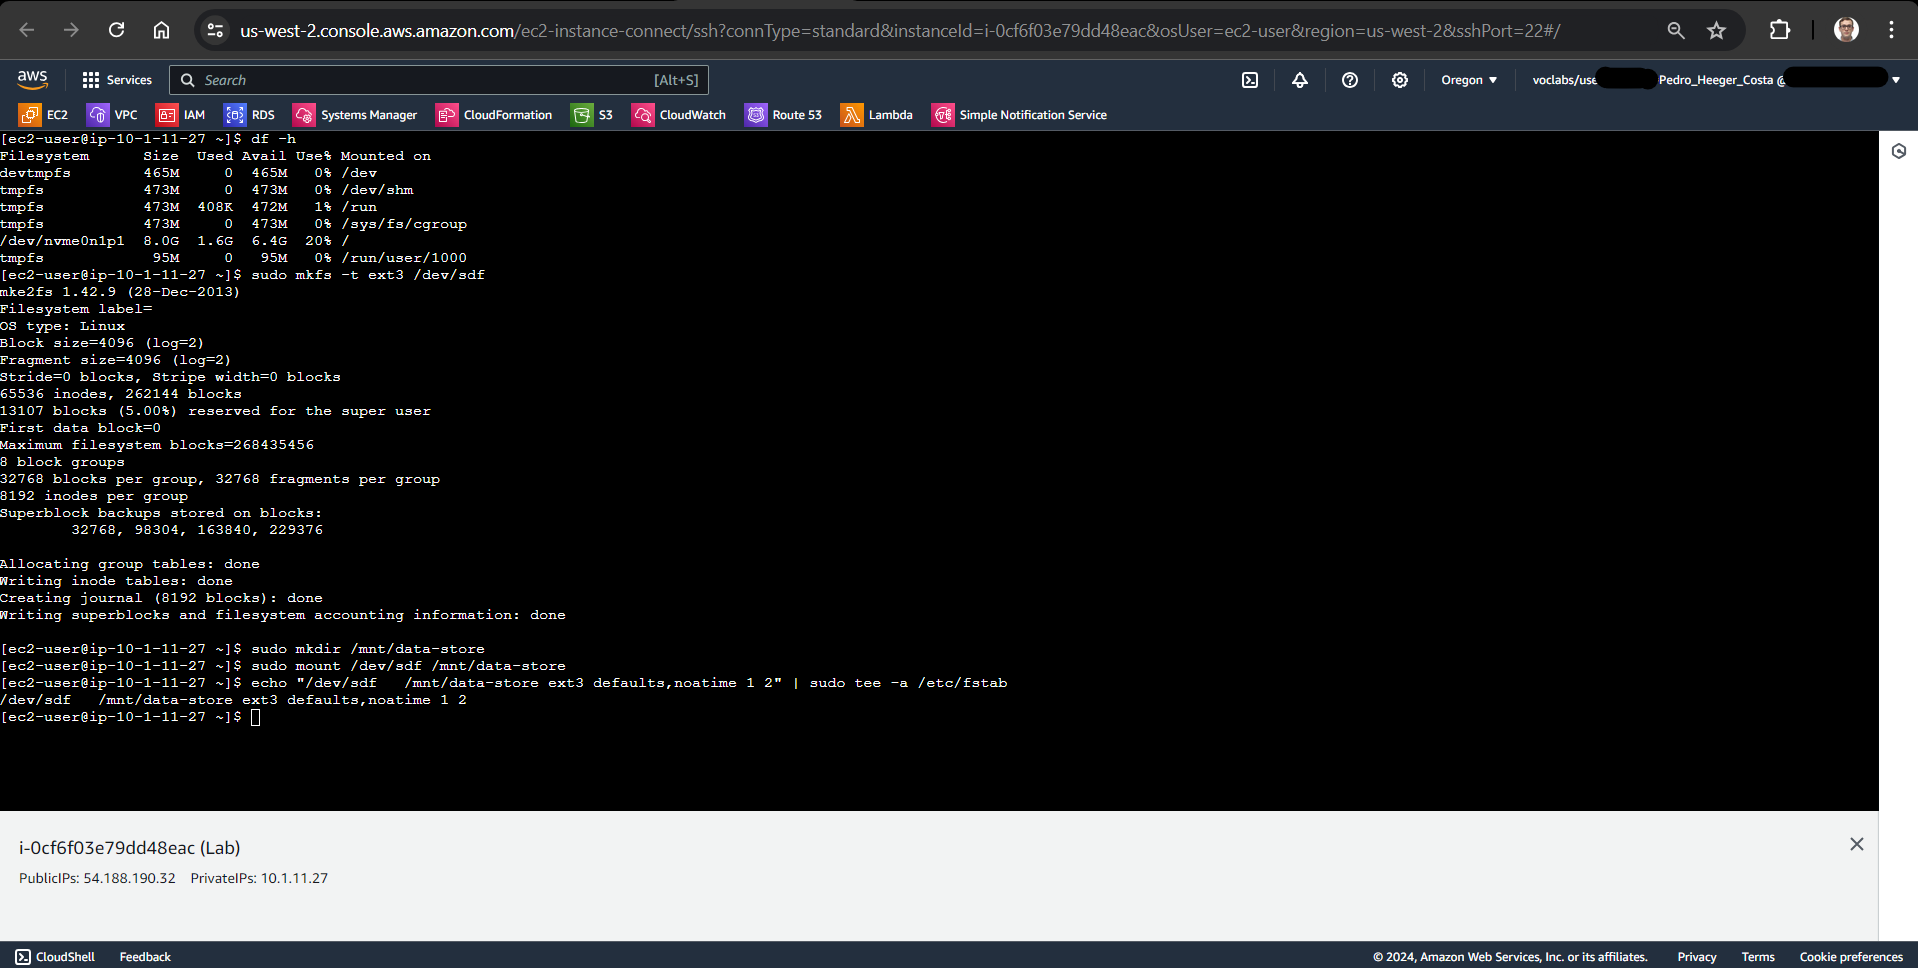 us-west-2.console.aws.amazon.com/ec2-instance-connect/ssh?connType=standard&instanceId=i-0cf6f03e79dd48eac&osUser=ec2-user&region=us-west-2&sshPort=22#/
aws Services Search [Alt+S] Oregon voclabs/use Pedro_Heeger_Costa @
EC2 VPC IAM RDS Systems Manager CloudFormation S3 CloudWatch Route 53 Lambda Simple Notification Service
[ec2-user@ip-10-1-11-27 ~]$ df -h
Filesystem      Size  Used Avail Use% Mounted on
devtmpfs        465M     0  465M   0% /dev
tmpfs           473M     0  473M   0% /dev/shm
tmpfs           473M  408K  472M   1% /run
tmpfs           473M     0  473M   0% /sys/fs/cgroup
/dev/nvme0n1p1  8.0G  1.6G  6.4G  20% /
tmpfs            95M     0   95M   0% /run/user/1000
[ec2-user@ip-10-1-11-27 ~]$ sudo mkfs -t ext3 /dev/sdf
mke2fs 1.42.9 (28-Dec-2013)
Filesystem label=
OS type: Linux
Block size=4096 (log=2)
Fragment size=4096 (log=2)
Stride=0 blocks, Stripe width=0 blocks
65536 inodes, 262144 blocks
13107 blocks (5.00%) reserved for the super user
First data block=0
Maximum filesystem blocks=268435456
8 block groups
32768 blocks per group, 32768 fragments per group
8192 inodes per group
Superblock backups stored on blocks:
        32768, 98304, 163840, 229376
Allocating group tables: done
Writing inode tables: done
Creating journal (8192 blocks): done
Writing superblocks and filesystem accounting information: done
[ec2-user@ip-10-1-11-27 ~]$ sudo mkdir /mnt/data-store
[ec2-user@ip-10-1-11-27 ~]$ sudo mount /dev/sdf /mnt/data-store
[ec2-user@ip-10-1-11-27 ~]$ echo "/dev/sdf   /mnt/data-store ext3 defaults,noatime 1 2" | sudo tee -a /etc/fstab
/dev/sdf   /mnt/data-store ext3 defaults,noatime 1 2
[ec2-user@ip-10-1-11-27 ~]$
i-0cf6f03e79dd48eac (Lab)
PublicIPs: 54.188.190.32 PrivateIPs: 10.1.11.27
CloudShell Feedback © 2024, Amazon Web Services, Inc. or its affiliates. Privacy Terms Cookie preferences